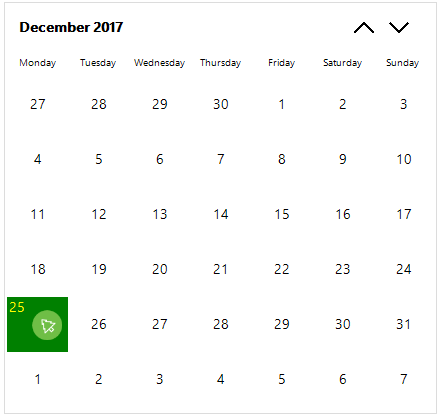 December 2017
Monday Tuesday Wednesday Thursday Friday Saturday Sunday
27 28 29 30 1 2 3
4 5 6 7 8 9 10
11 12 13 14 15 16 17
18 19 20 21 22 23 24
25 26 27 28 29 30 31
1 2 3 4 5 6 7